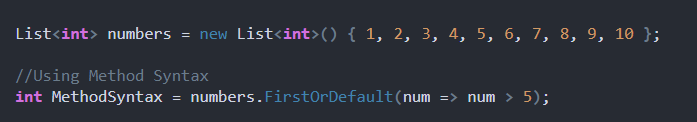 List<int> numbers = new List<int>() { 1, 2, 3, 4, 5, 6, 7, 8, 9, 10 };
//Using Method Syntax
int MethodSyntax = numbers.FirstOrDefault(num => num > 5);